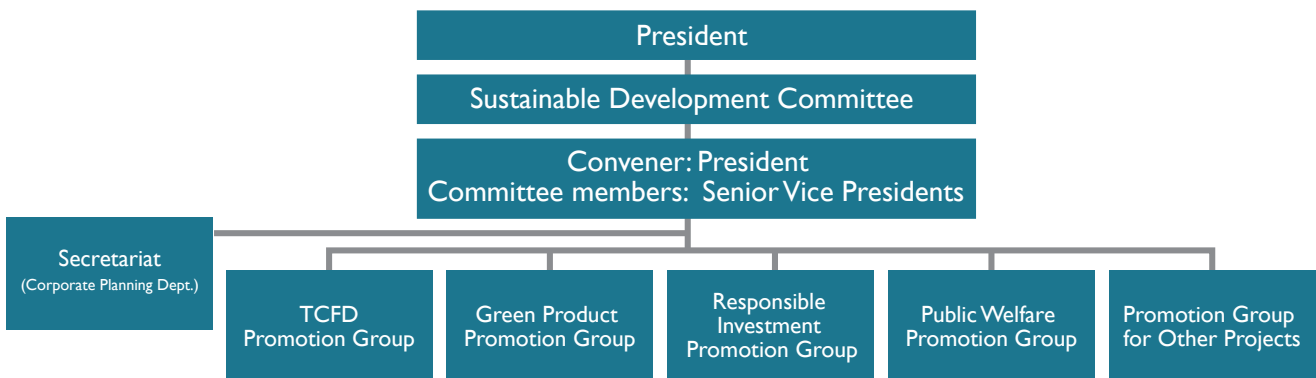 President
Sustainable Development Committee
Convener: President
Committee members: Senior Vice Presidents
Secretariat
(Corporate Planning Dept.)
TCFD
Promotion Group
Green Product
Promotion Group
Responsible
Investment
Promotion Group
Public Welfare
Promotion Group
Promotion Group
for Other Projects